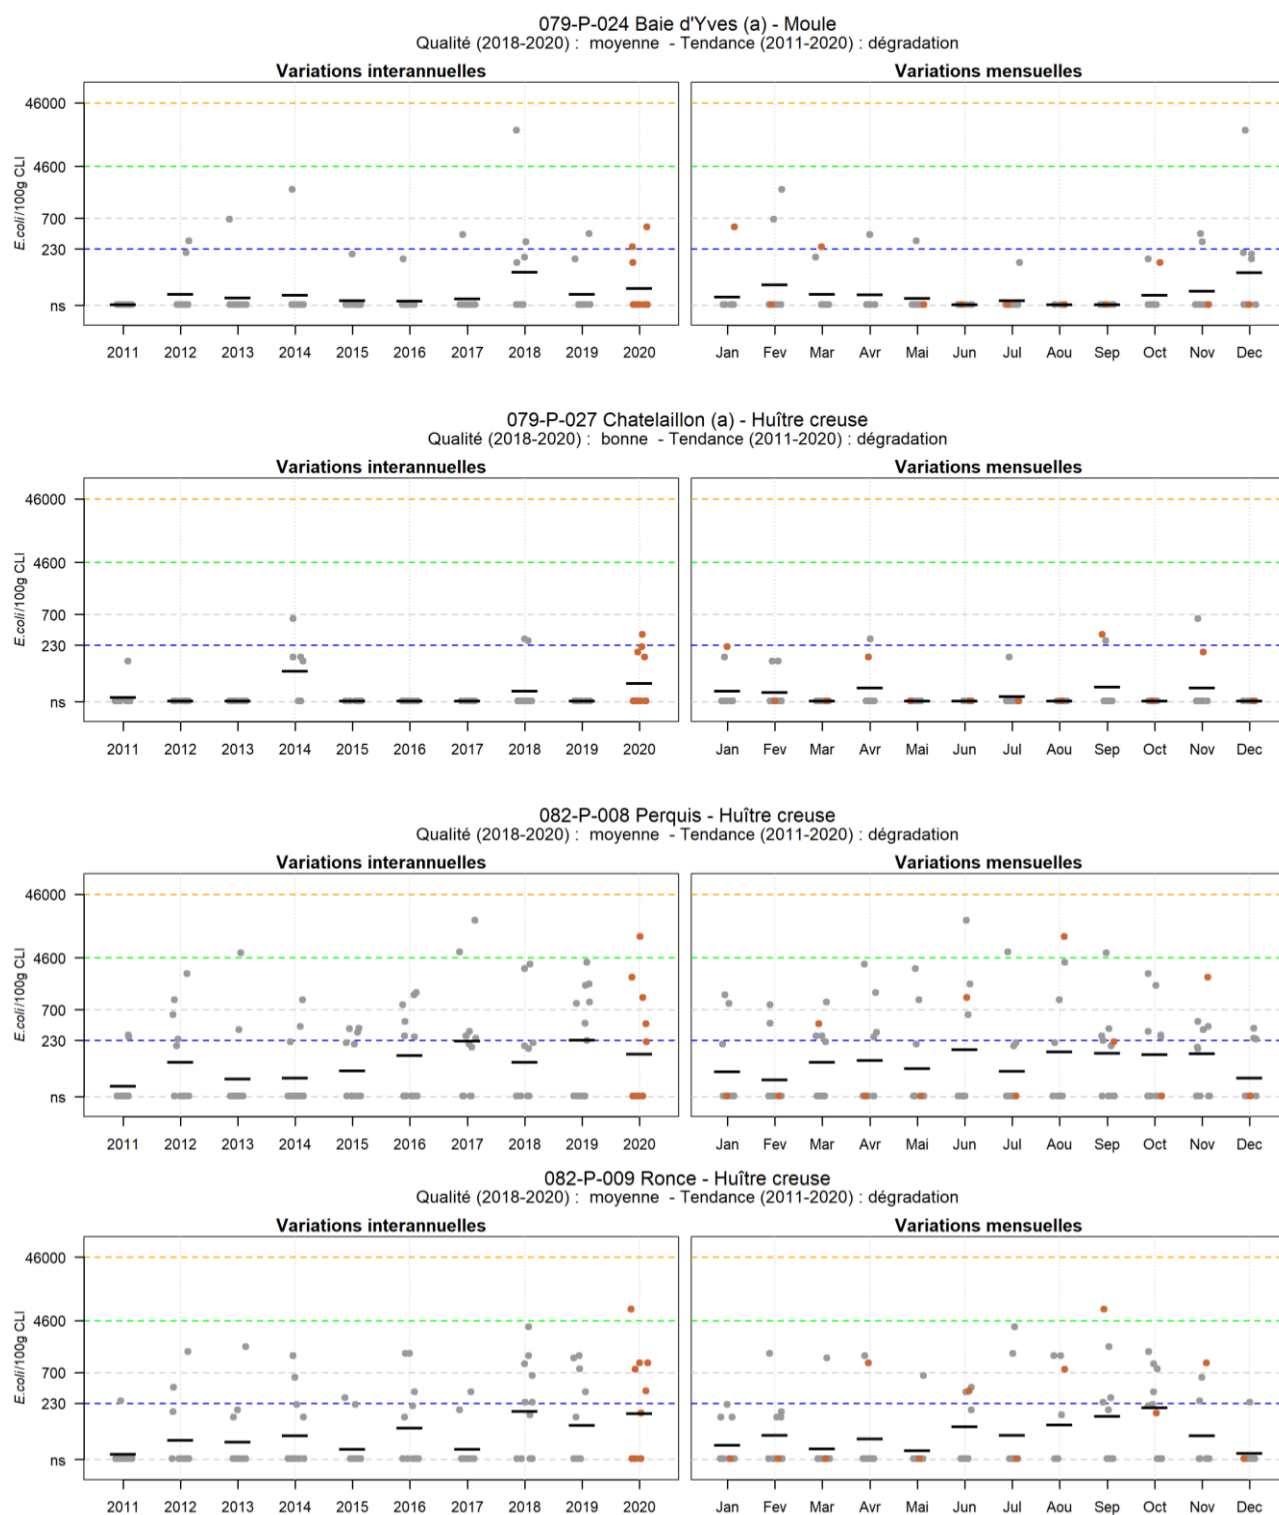 079-P-024 Baie d'Yves (a) - Moule
Qualité (2018-2020) : moyenne - Tendance (2011-2020) : dégradation
Variations interannuelles
Variations mensuelles
E.coli/100g CLI
46000
4600
700
230
ns
2011 2012 2013 2014 2015 2016 2017 2018 2019 2020
Jan Fev Mar Avr Mai Jun Jul Aou Sep Oct Nov Dec
079-P-027 Chatelaillon (a) - Huître creuse
Qualité (2018-2020) : bonne - Tendance (2011-2020) : dégradation
Variations interannuelles
Variations mensuelles
E.coli/100g CLI
46000
4600
700
230
ns
2011 2012 2013 2014 2015 2016 2017 2018 2019 2020
Jan Fev Mar Avr Mai Jun Jul Aou Sep Oct Nov Dec
082-P-008 Perquis - Huître creuse
Qualité (2018-2020) : moyenne - Tendance (2011-2020) : dégradation
Variations interannuelles
Variations mensuelles
E.coli/100g CLI
46000
4600
700
230
ns
2011 2012 2013 2014 2015 2016 2017 2018 2019 2020
Jan Fev Mar Avr Mai Jun Jul Aou Sep Oct Nov Dec
082-P-009 Ronce - Huître creuse
Qualité (2018-2020) : moyenne - Tendance (2011-2020) : dégradation
Variations interannuelles
Variations mensuelles
E.coli/100g CLI
46000
4600
700
230
ns
2011 2012 2013 2014 2015 2016 2017 2018 2019 2020
Jan Fev Mar Avr Mai Jun Jul Aou Sep Oct Nov Dec